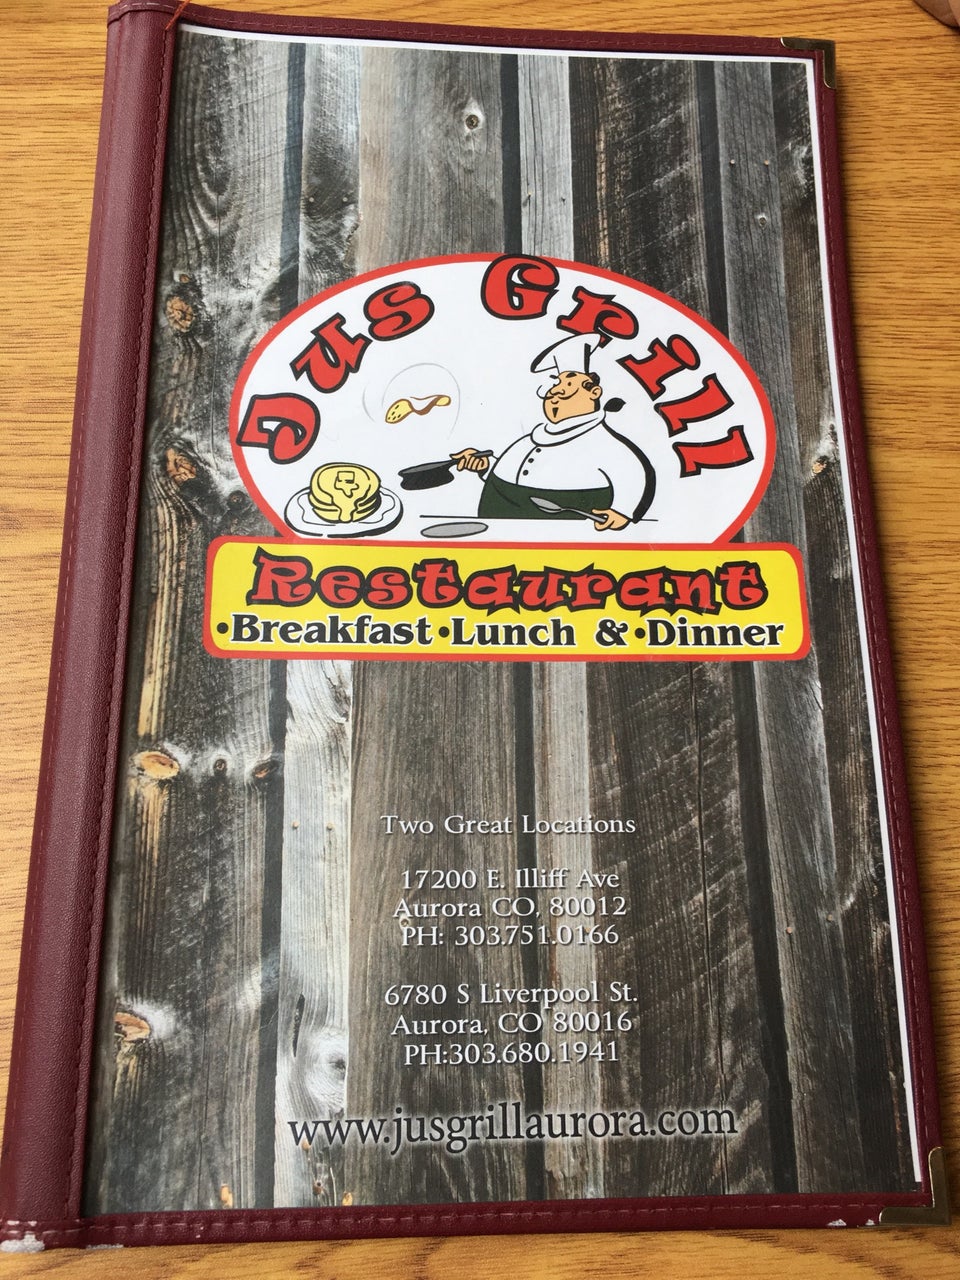 Jus Grill
Restaurant
•Breakfast•Lunch &•Dinner
Two Great Locations
17200 E. Illiff Ave
Aurora CO, 80012
PH: 303.751.0166
6780 S Liverpool St.
Aurora, CO 80016
PH:303.680.1941
www.jusgrillaurora.com